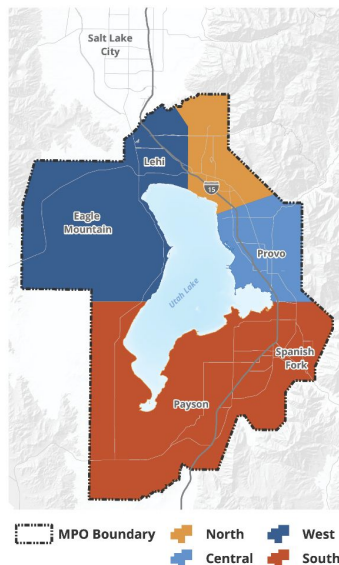 Salt Lake
City
Lehi
15
Eagle
Mountain
Provo
Utah Lake
Spanish
Fork
Payson
MPO Boundary
North
West
Central
South